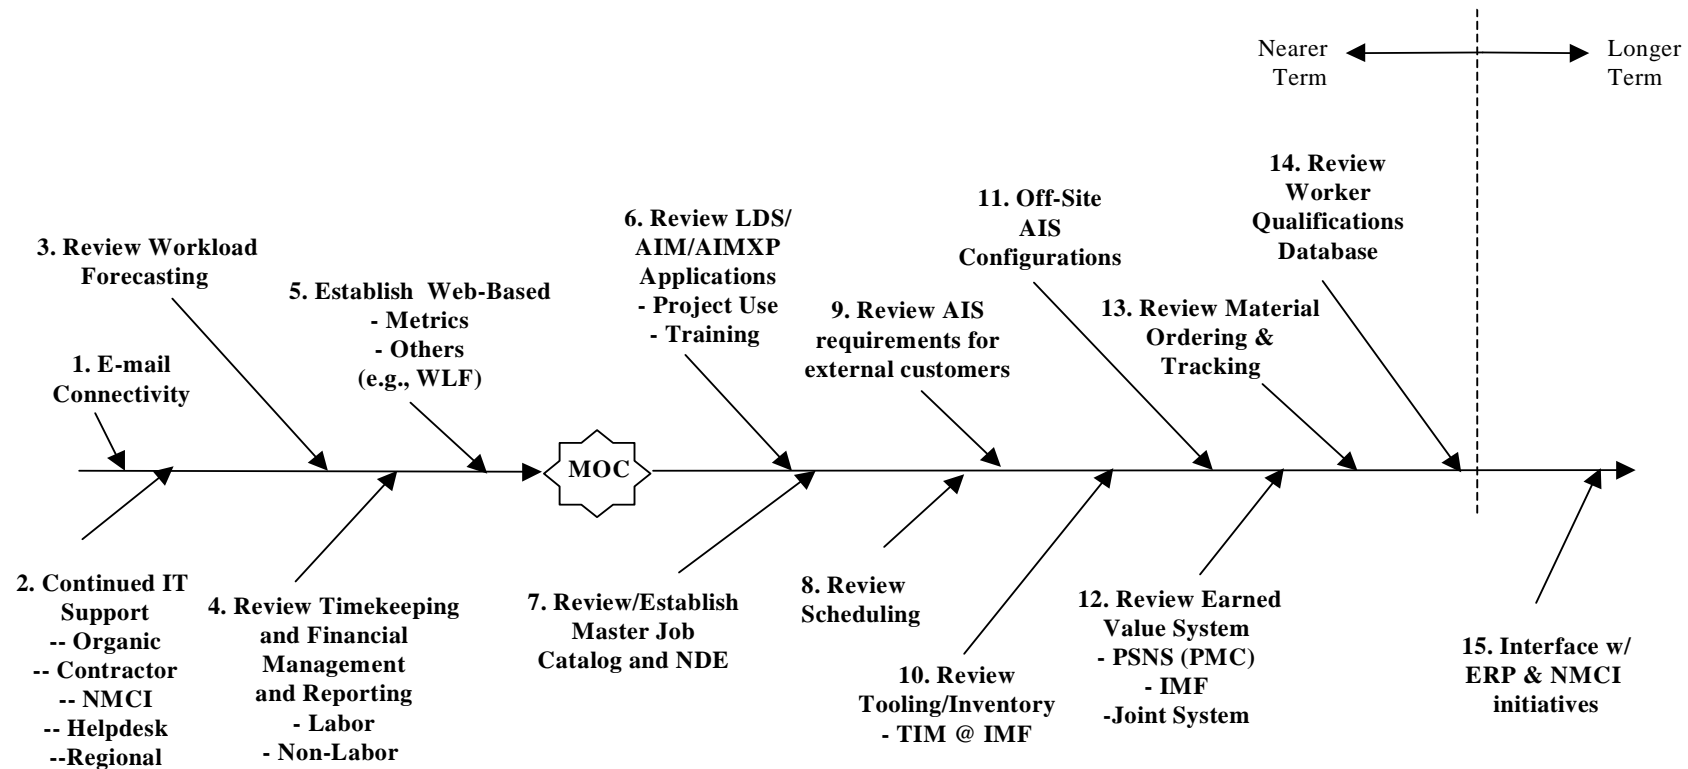 Nearer
Term
Longer
Term
14. Review
Worker
Qualifications
Database
11. Off-Site
AIS
Configurations
6. Review LDS/
AIM/AIMXP
Applications
- Project Use
- Training
3. Review Workload
Forecasting
5. Establish  Web-Based
- Metrics
- Others
(e.g., WLF)
9. Review AIS
requirements for
external customers
13. Review Material
Ordering &
Tracking
1. E-mail
Connectivity
MOC
2. Continued IT
Support
-- Organic
-- Contractor
-- NMCI
-- Helpdesk
--Regional
4. Review Timekeeping
and Financial
Management
and Reporting
- Labor
- Non-Labor
7. Review/Establish
Master Job
Catalog and NDE
8. Review
Scheduling
10. Review
Tooling/Inventory
- TIM @ IMF
12. Review Earned
Value System
- PSNS (PMC)
- IMF
-Joint System
15. Interface w/
ERP & NMCI
initiatives